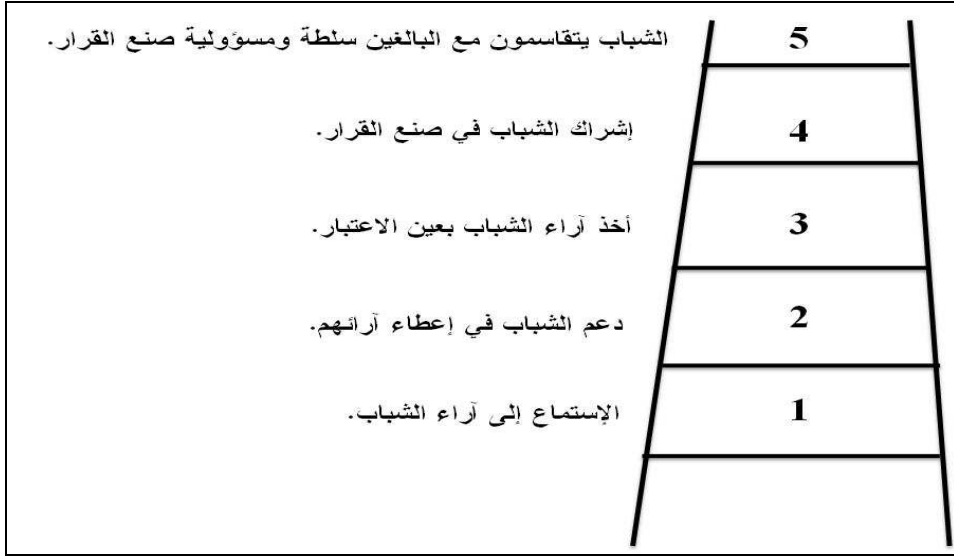 5 الشباب يتقاسمون مع البالغين سلطة ومسؤولية صنع القرار.
4 إشراك الشباب في صنع القرار.
3 أخذ آراء الشباب بعين الاعتبار.
2 دعم الشباب في إعطاء آرائهم.
1 الإستماع إلى آراء الشباب.